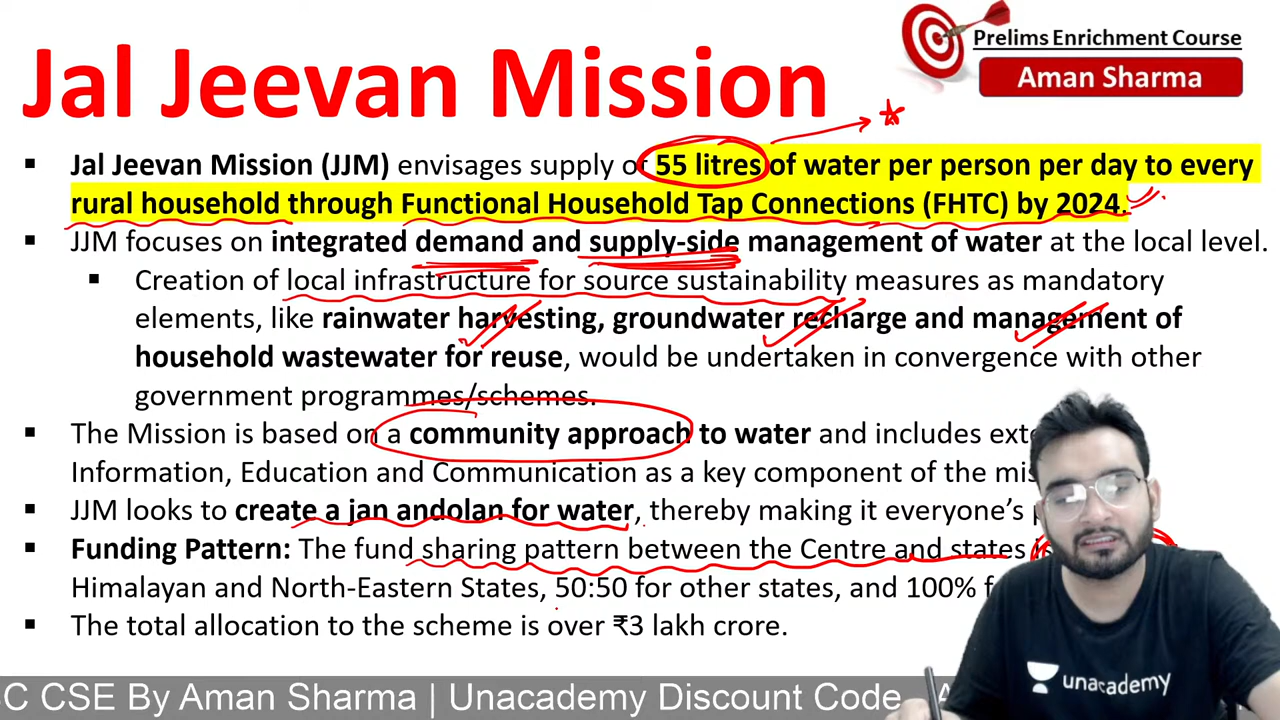 Jal Jeevan Mission
Prelims Enrichment Course
Aman Sharma
▪ Jal Jeevan Mission (JJM) envisages supply of 55 litres of water per person per day to every
rural household through Functional Household Tap Connections (FHTC) by 2024.
▪ JJM focuses on integrated demand and supply-side management of water at the local level.
▪ Creation of local infrastructure for source sustainability measures as mandatory
elements, like rainwater harvesting, groundwater recharge and management of
household wastewater for reuse, would be undertaken in convergence with other
government programmes/schemes.
▪ The Mission is based on a community approach to water and includes
Information, Education and Communication as a key component of the
▪ JJM looks to create a jan andolan for water, thereby making it everyone's
▪ Funding Pattern: The fund sharing pattern between the Centre and states
Himalayan and North-Eastern States, 50:50 for other states, and 100%
▪ The total allocation to the scheme is over ₹3 lakh crore.
unacademy
CSE By Aman Sharma | Unacademy Discount Code